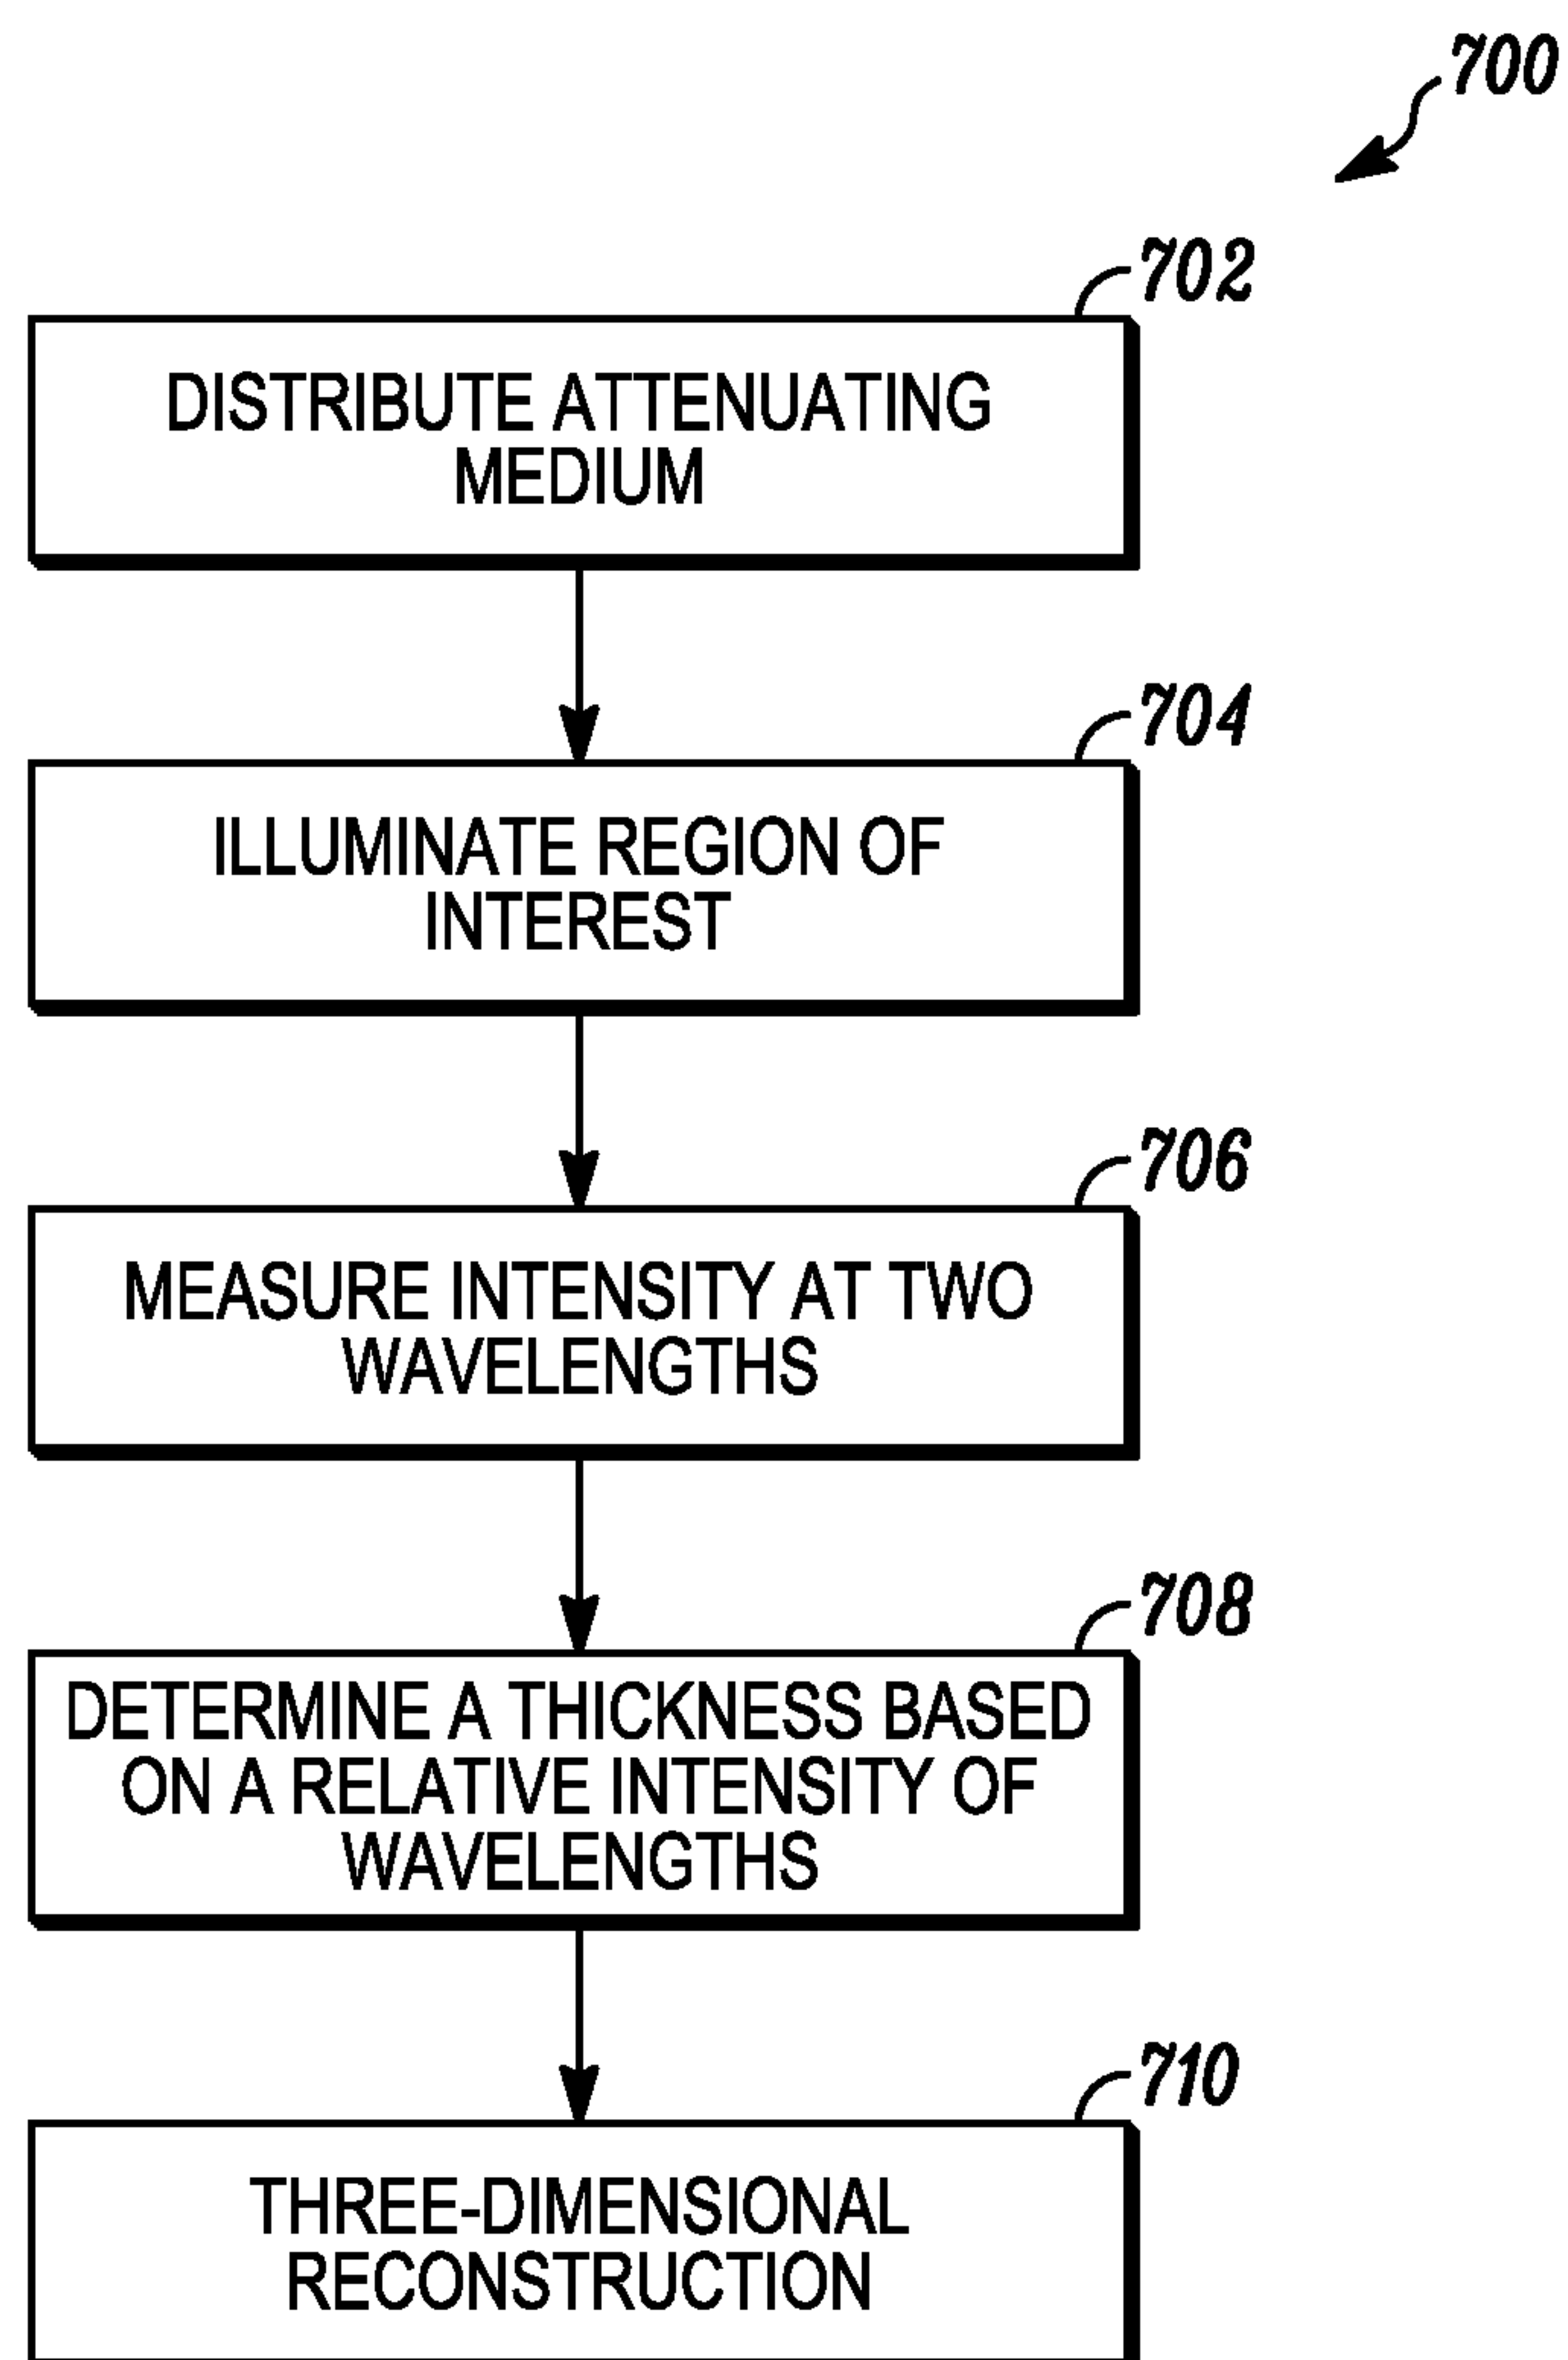 700
702
DISTRIBUTE ATTENUATING
MEDIUM
704
ILLUMINATE REGION OF
INTEREST
706
MEASURE INTENSITY AT TWO
WAVELENGTHS
708
DETERMINE A THICKNESS BASED
ON A RELATIVE INTENSITY OF
WAVELENGTHS
710
THREE-DIMENSIONAL
RECONSTRUCTION